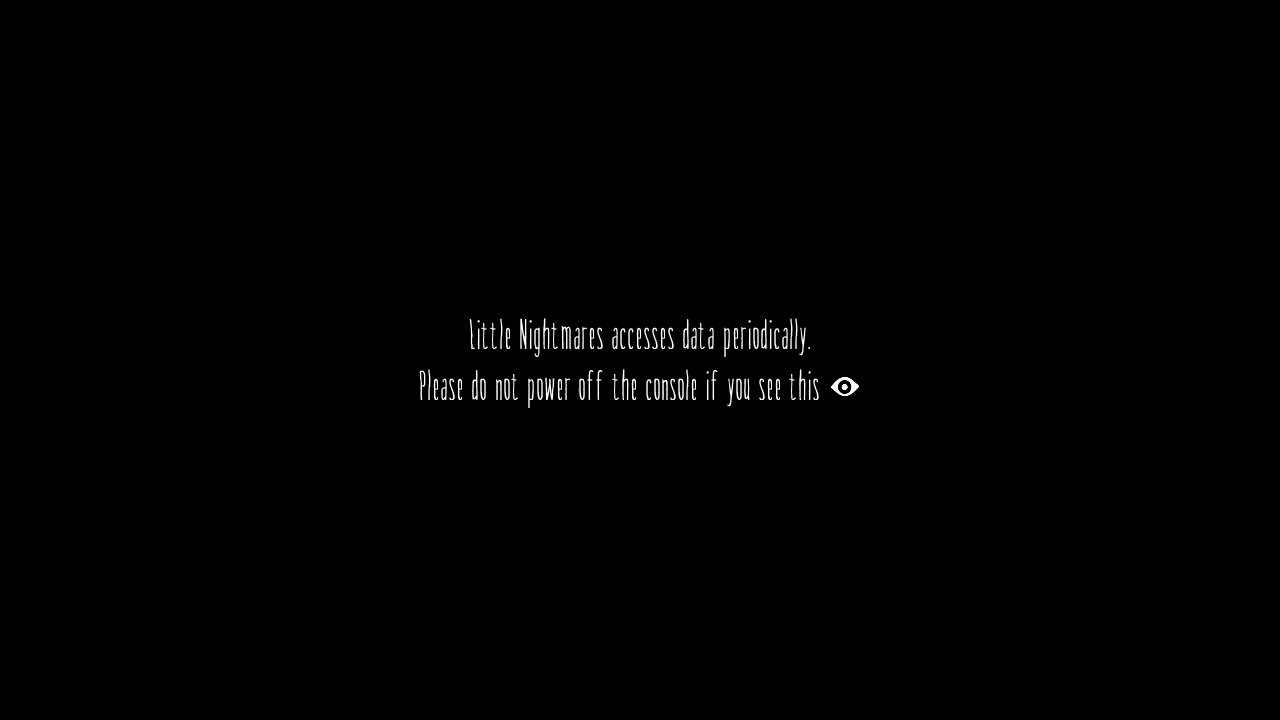 Little Nightmares accesses data periodically.
Please do not power off the console if you see this